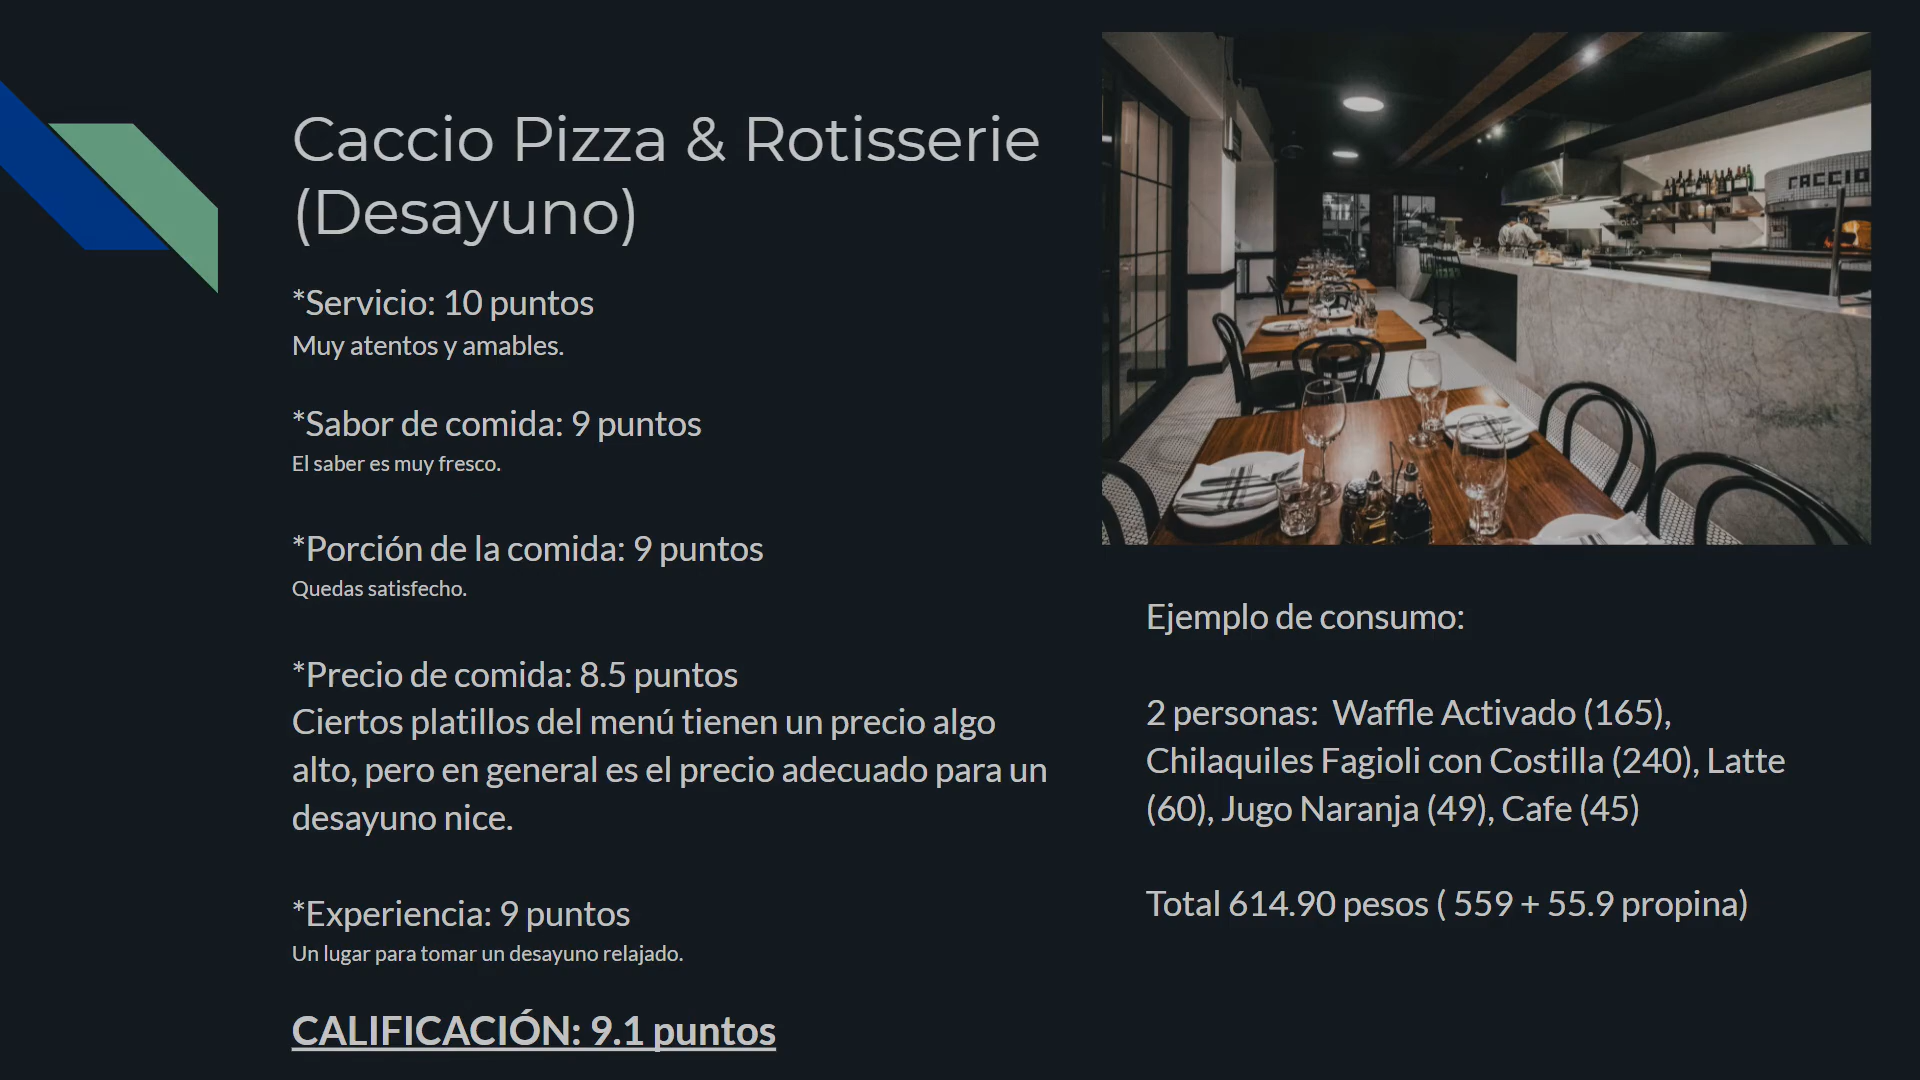 Caccio Pizza & Rotisserie
(Desayuno)
*Servicio: 10 puntos
Muy atentos y amables.
*Sabor de comida: 9 puntos
El saber es muy fresco.
*Porción de la comida: 9 puntos
Quedas satisfecho.
*Precio de comida: 8.5 puntos
Ciertos platillos del menú tienen un precio algo
alto, pero en general es el precio adecuado para un
desayuno nice.
*Experiencia: 9 puntos
Un lugar para tomar un desayuno relajado.
CALIFICACIÓN: 9.1 puntos
CACCIO
Ejemplo de consumo:
2 personas:  Waffle Activado (165),
Chilaquiles Fagioli con Costilla (240), Latte
(60), Jugo Naranja (49), Cafe (45)
Total 614.90 pesos ( 559 + 55.9 propina)